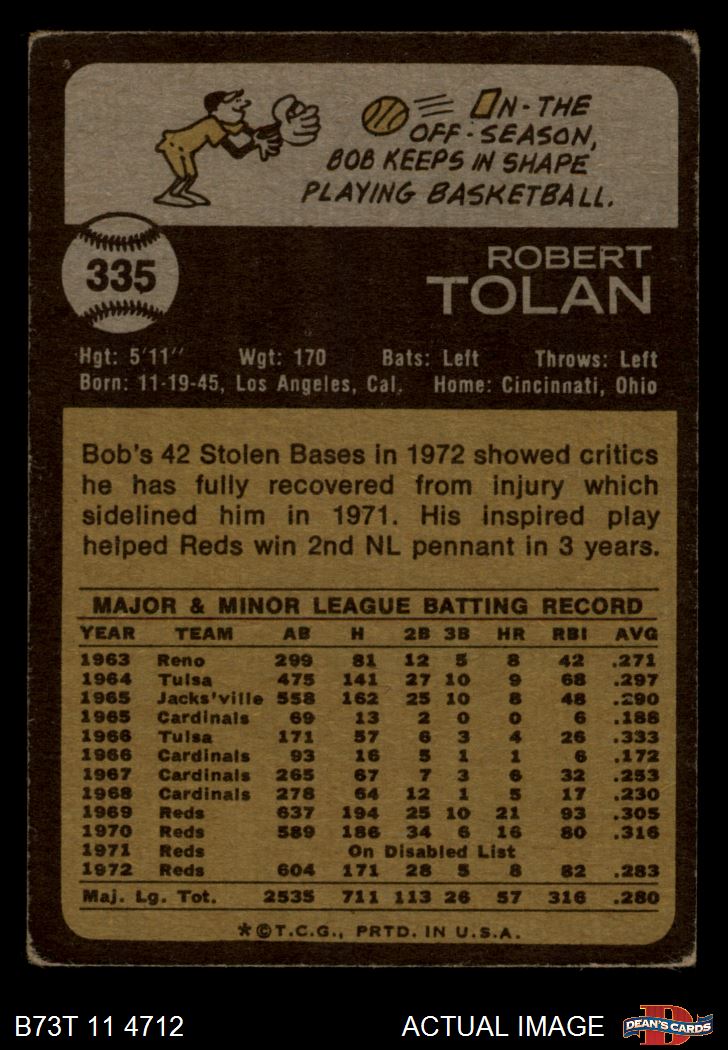 ON-THE
OFF-SEASON,
BOB KEEPS IN SHAPE
PLAYING BASKETBALL.
335
ROBERT
TOLAN
Hgt: 5'11" Wgt: 170 Bats: Left Throws: Left
Born: 11-19-45, Los Angeles, Cal. Home: Cincinnati, Ohio
Bob's 42 Stolen Bases in 1972 showed critics
he has fully recovered from injury which
sidelined him in 1971. His inspired play
helped Reds win 2nd NL pennant in 3 years.
MAJOR & MINOR LEAGUE BATTING RECORD
YEAR TEAM AB H 2B 3B HR RBI AVG
1963 Reno 299 81 12 5 8 42 .271
1964 Tulsa 475 141 27 10 9 68 .297
1965 Jacks'ville 558 162 25 10 8 48 .290
1965 Cardinals 69 13 2 0 0 6 .188
1966 Tulsa 171 57 6 3 4 26 .333
1966 Cardinals 93 16 5 1 1 6 .172
1967 Cardinals 265 67 7 3 6 32 .253
1968 Cardinals 278 64 12 1 5 17 .230
1969 Reds 637 194 25 10 21 93 .305
1970 Reds 589 186 34 6 16 80 .316
1971 Reds On Disabled List
1972 Reds 604 171 28 5 8 82 .283
Maj. Lg. Tot. 2535 711 113 26 57 316 .280
*©T.C.G., PRTD. IN U.S.A.
B73T 11 4712 ACTUAL IMAGE DEAN'S CARDS